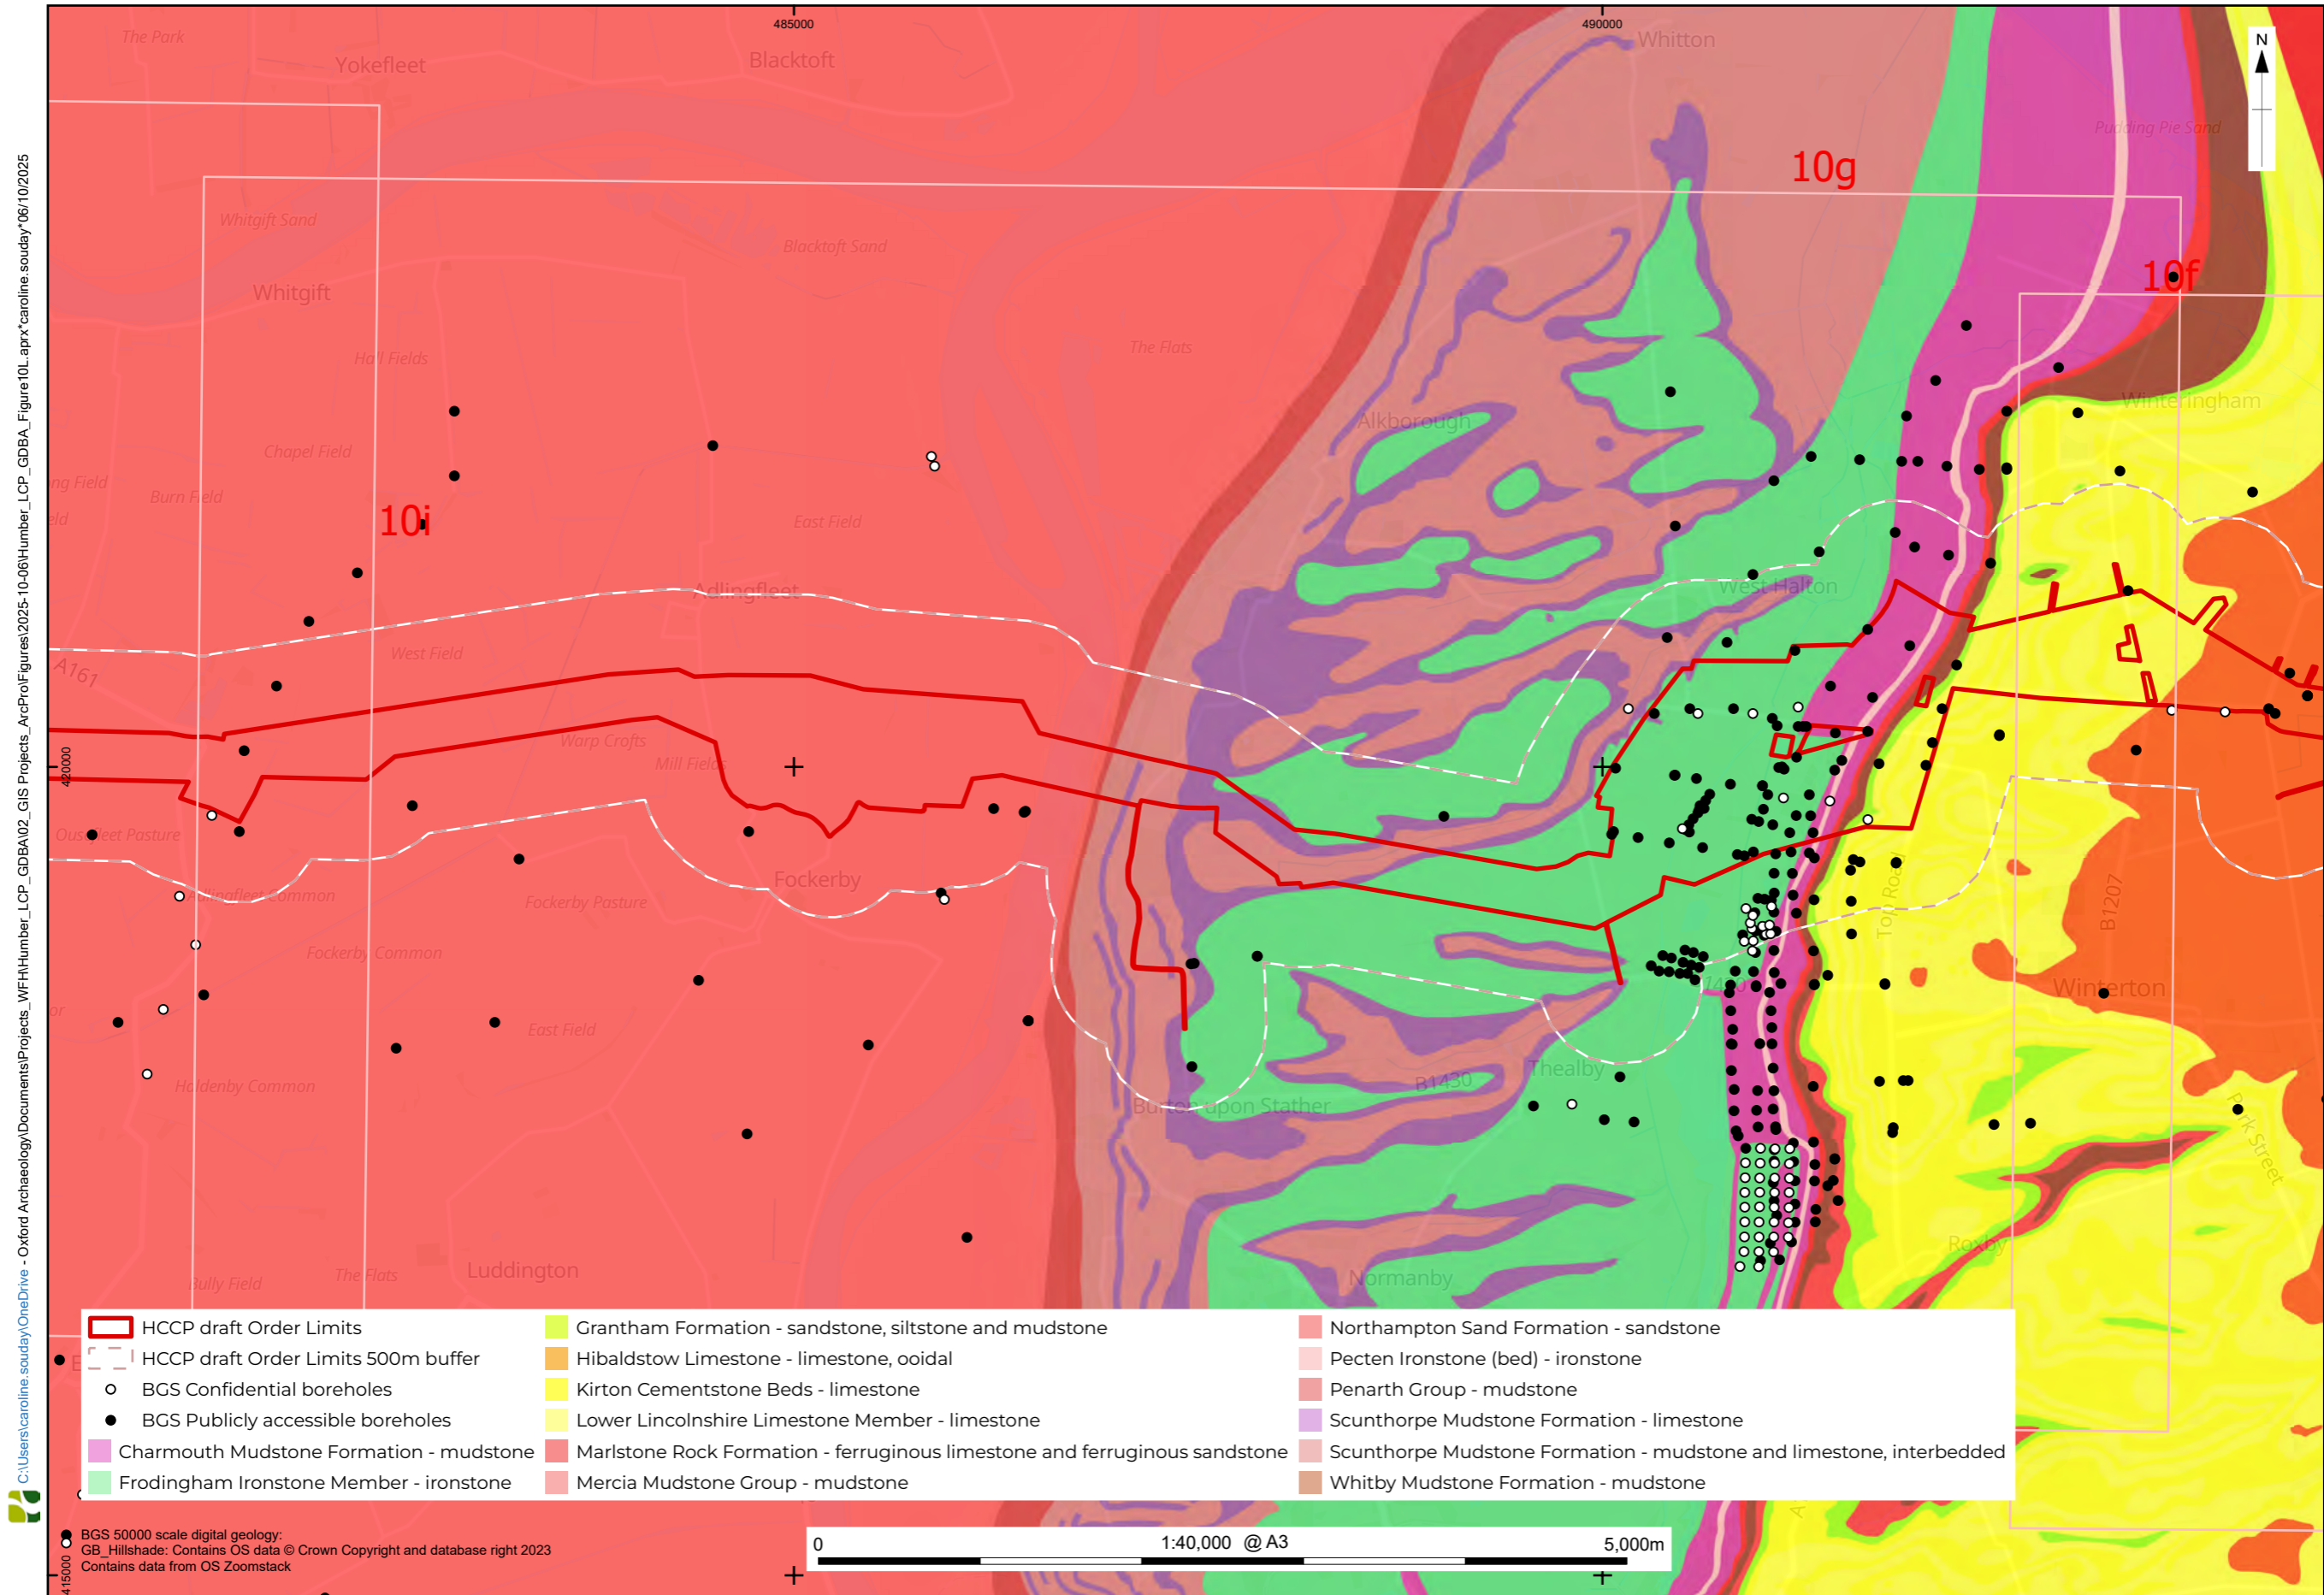 485000
490000
N
The Park
Yokefleet
Blacktoft
Whitton
Pudding Pie Sand
10g
Whitgift Sand
Blacktoft Sand
Whitgift
10f
Hall Fields
The Flats
Winteringham
Alkborough
Chapel Field
ng Field
Burn Field
eld
10i
East Field
Adlingfleet
West Halton
A161
West Field
Warp Crofts
Mill Fields
420000
Ousefleet Pasture
Fockerby
Adlingfleet Common
Fockerby Pasture
Top Road
B1207
Fockerby Common
Winterton
or
East Field
Thealby
B1430
Haldenby Common
Burton upon Stather
Park Street
Roxby
Bully Field
The Flats
Luddington
Normanby
HCCP draft Order Limits
HCCP draft Order Limits 500m buffer
BGS Confidential boreholes
BGS Publicly accessible boreholes
Charmouth Mudstone Formation - mudstone
Frodingham Ironstone Member - ironstone
Grantham Formation - sandstone, siltstone and mudstone
Hibaldstow Limestone - limestone, ooidal
Kirton Cementstone Beds - limestone
Lower Lincolnshire Limestone Member - limestone
Marlstone Rock Formation - ferruginous limestone and ferruginous sandstone
Mercia Mudstone Group - mudstone
Northampton Sand Formation - sandstone
Pecten Ironstone (bed) - ironstone
Penarth Group - mudstone
Scunthorpe Mudstone Formation - limestone
Scunthorpe Mudstone Formation - mudstone and limestone, interbedded
Whitby Mudstone Formation - mudstone
BGS 50000 scale digital geology:
GB_Hillshade: Contains OS data © Crown Copyright and database right 2023
Contains data from OS Zoomstack
0
1:40,000 @ A3
5,000m
415000
C:\Users\caroline.souday\OneDrive - Oxford Archaeology\Documents\Projects_WFH\Humber_LCP_GDBA\02_GIS Projects_ArcPro\Figures\2025-10-06\Humber_LCP_GDBA_Figure10L.aprx*caroline.souday*06/10/2025